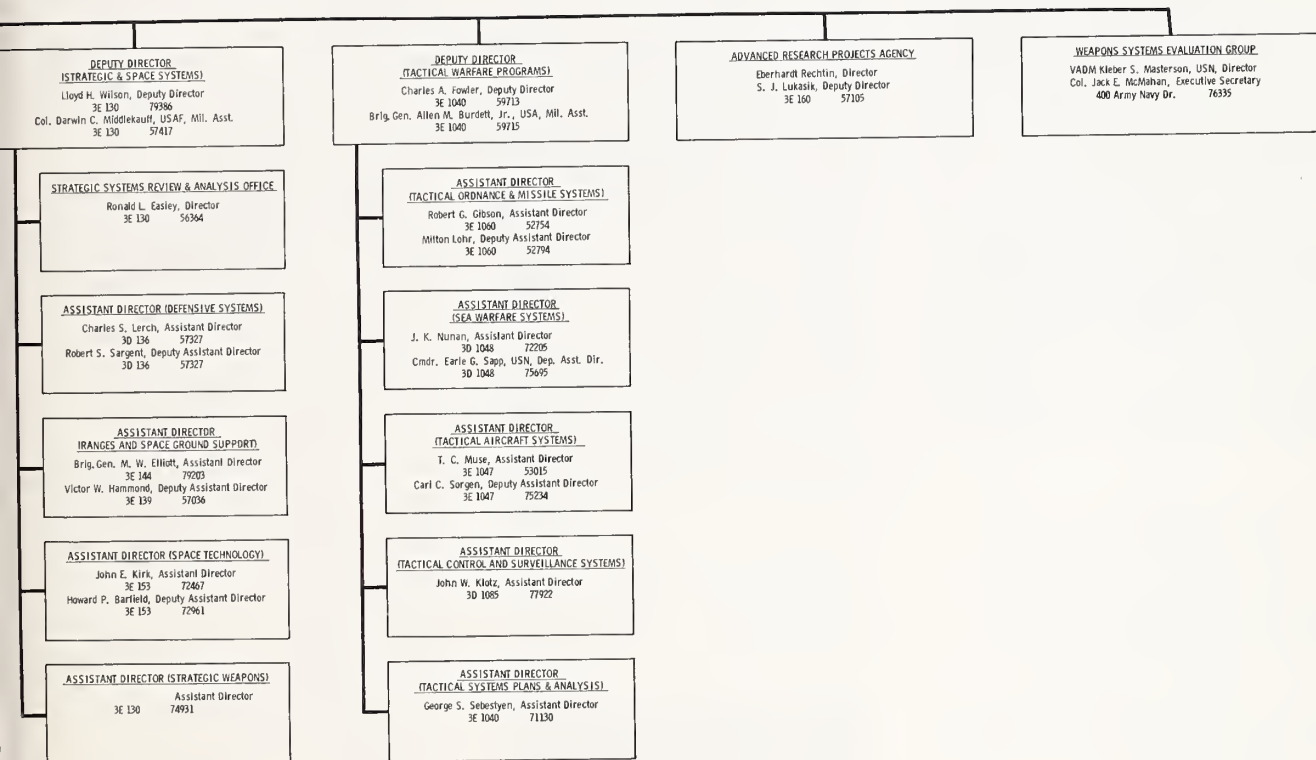 DEPUTY DIRECTOR
(STRATEGIC & SPACE SYSTEMS)
Lloyd H. Wilson, Deputy Director
3E 130 79386
Col. Darwin C. Middlekauff, USAF, Mil. Asst.
3E 130 57417
STRATEGIC SYSTEMS REVIEW & ANALYSIS OFFICE
Ronald L. Easley, Director
3E 130 56364
ASSISTANT DIRECTOR (DEFENSIVE SYSTEMS)
Charles S. Lerch, Assistant Director
3D 136 57327
Robert S. Sargent, Deputy Assistant Director
3D 136 57327
ASSISTANT DIRECTOR
(RANGES AND SPACE GROUND SUPPORT)
Brig. Gen. M. W. Elliott, Assistant Director
3E 144 79203
Victor W. Hammond, Deputy Assistant Director
3E 139 57036
ASSISTANT DIRECTOR (SPACE TECHNOLOGY)
John E. Kirk, Assistant Director
3E 153 72467
Howard P. Barfield, Deputy Assistant Director
3E 153 72961
ASSISTANT DIRECTOR (STRATEGIC WEAPONS)
Assistant Director
3E 130 74931
DEPUTY DIRECTOR
(TACTICAL WARFARE PROGRAMS)
Charles A. Fowler, Deputy Director
3E 1040 59713
Brig. Gen. Allen M. Burdett, Jr., USA, Mil. Asst.
3E 1040 59715
ASSISTANT DIRECTOR
(TACTICAL ORDNANCE & MISSILE SYSTEMS)
Robert G. Gibson, Assistant Director
3E 1060 52754
Milton Lohr, Deputy Assistant Director
3E 1060 52794
ASSISTANT DIRECTOR
(SEA WARFARE SYSTEMS)
J. K. Nunan, Assistant Director
3D 1048 72205
Cmdr. Earle G. Sapp, USN, Dep. Asst. Dir.
3D 1048 75695
ASSISTANT DIRECTOR
(TACTICAL AIRCRAFT SYSTEMS)
T. C. Muse, Assistant Director
3E 1047 53015
Carl C. Sorgen, Deputy Assistant Director
3E 1047 75234
ASSISTANT DIRECTOR
(TACTICAL CONTROL AND SURVEILLANCE SYSTEMS)
John W. Klotz, Assistant Director
3D 1085 77922
ASSISTANT DIRECTOR
(TACTICAL SYSTEMS PLANS & ANALYSIS)
George S. Sebestyen, Assistant Director
3E 1040 71130
ADVANCED RESEARCH PROJECTS AGENCY
Eberhardt Rechtin, Director
S. J. Lukasik, Deputy Director
3E 160 57105
WEAPONS SYSTEMS EVALUATION GROUP
VADM Kleber S. Masterson, USN, Director
Col. Jack E. McMahan, Executive Secretary
400 Army Navy Dr. 76335